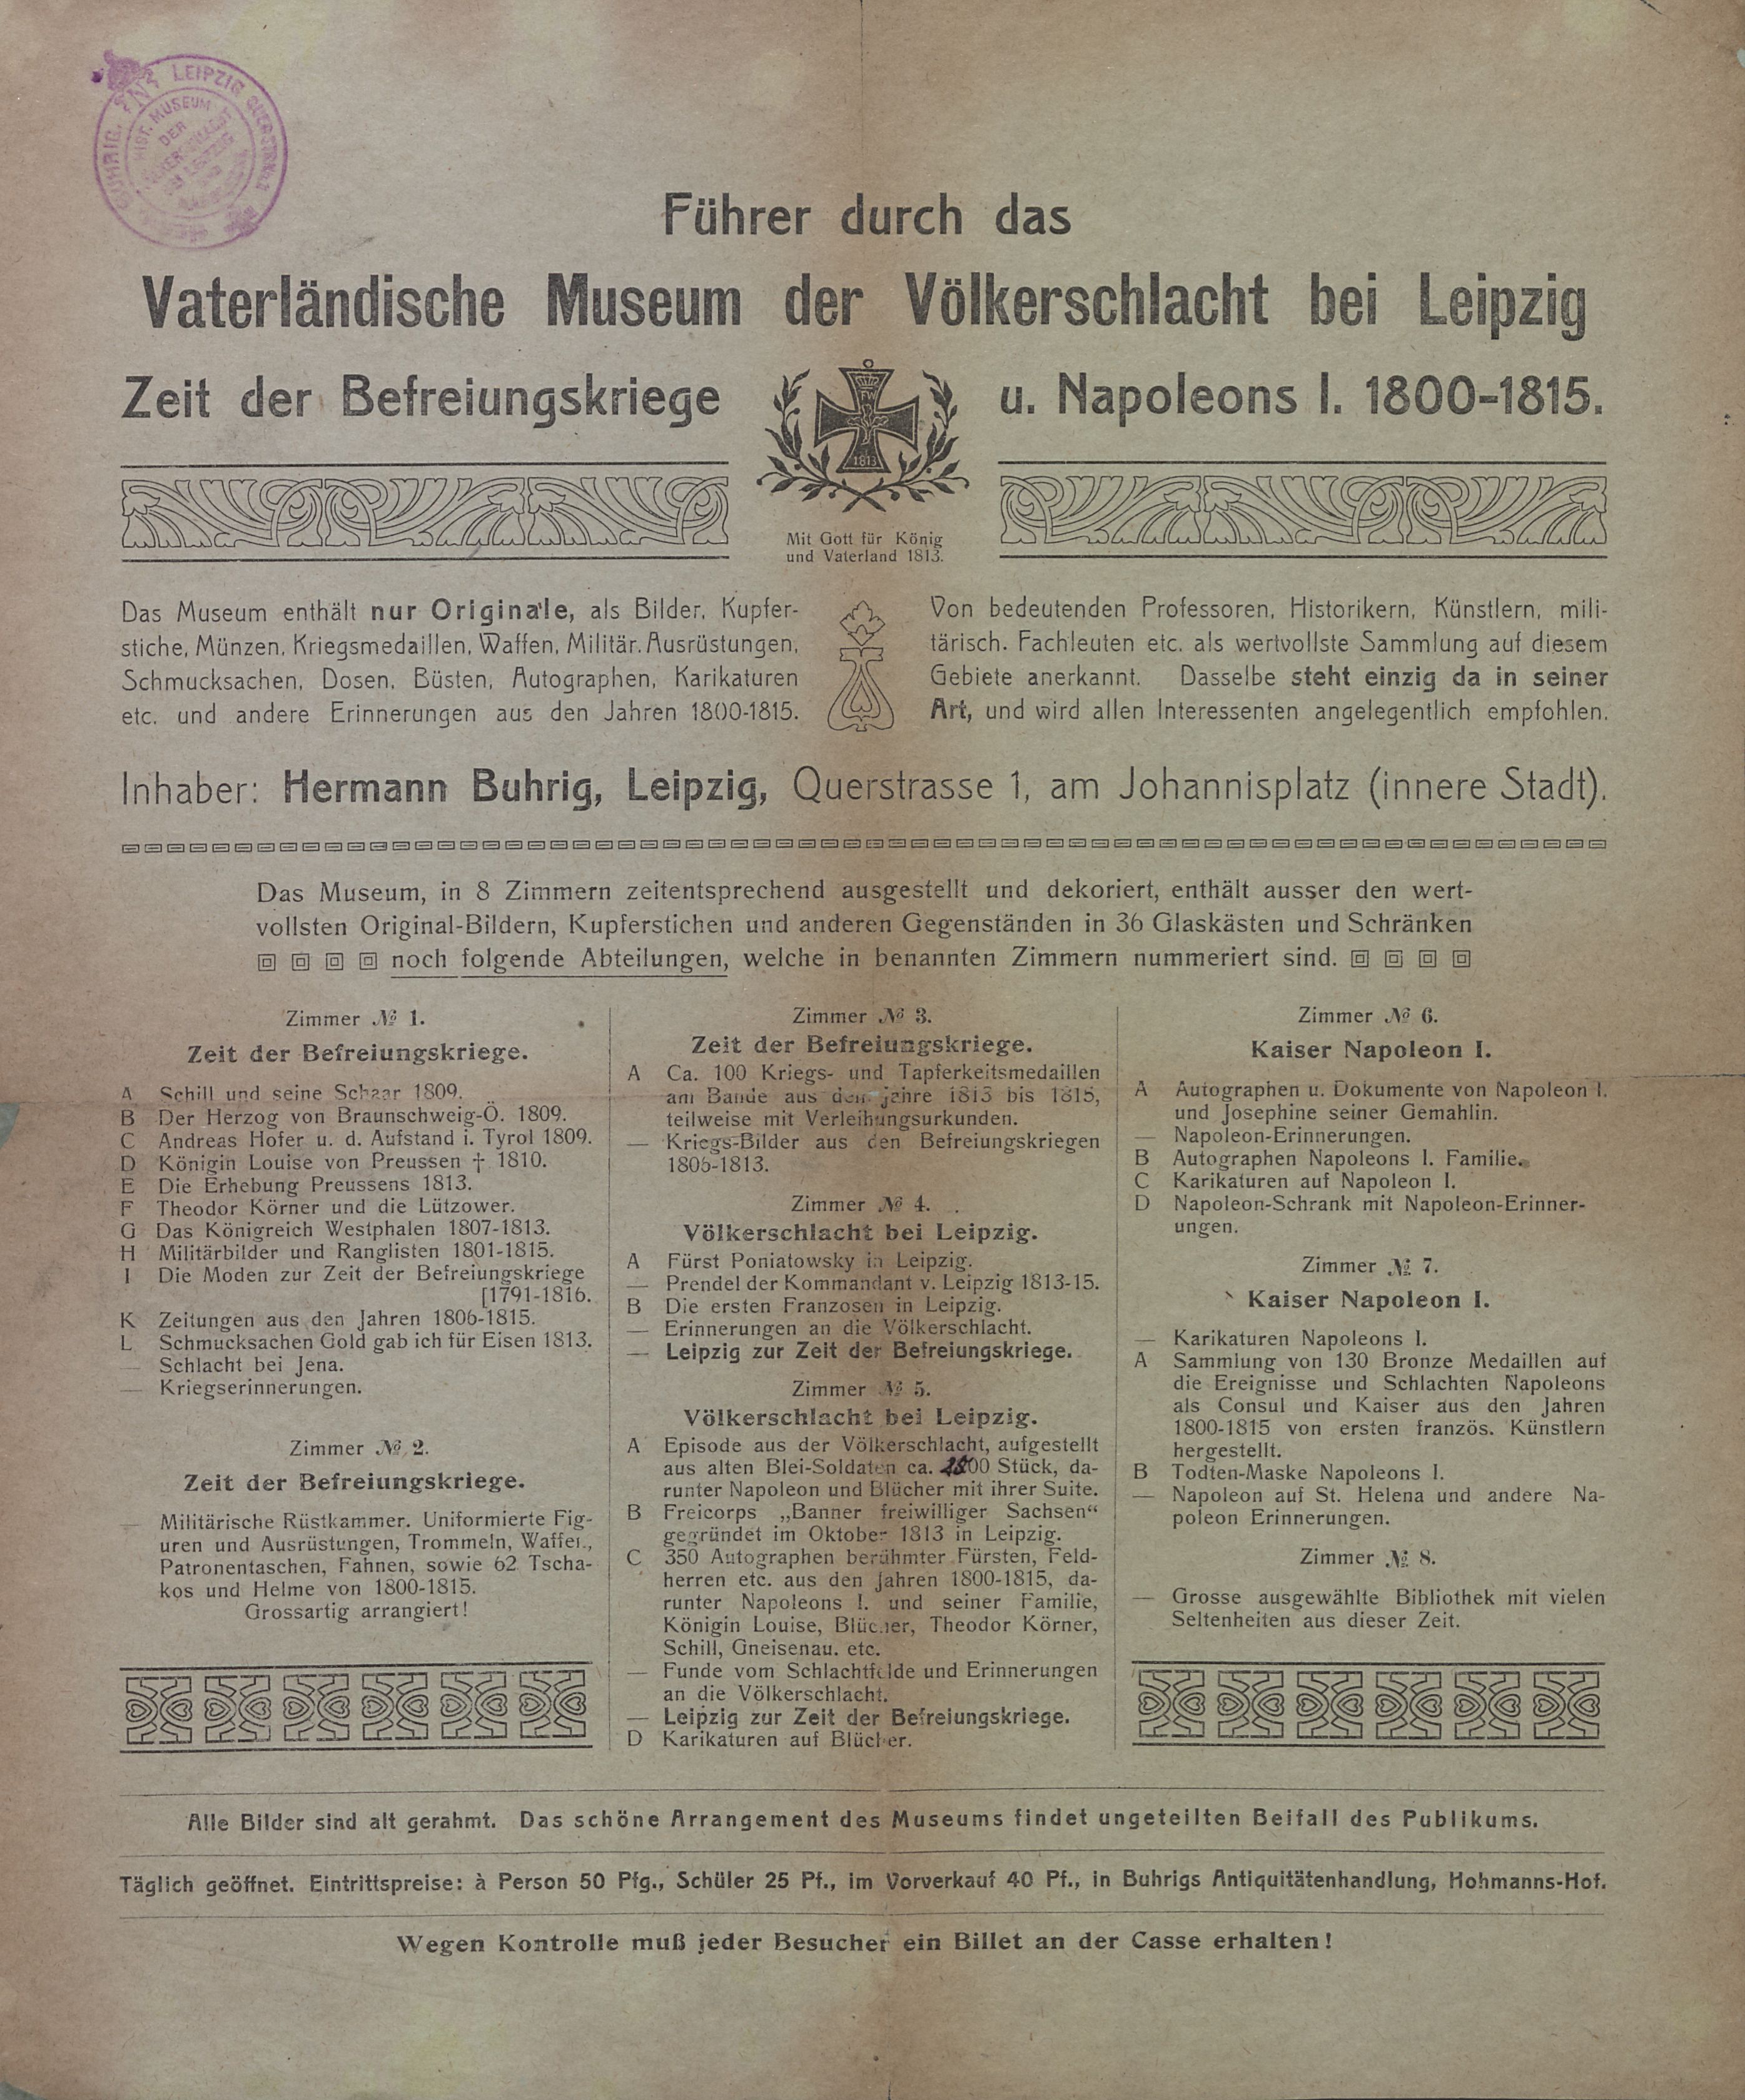 LEIPZIG
HIST. MUSEUM
DER
Führer durch das
Vaterländische Museum der Völkerschlacht bei Leipzig
Zeit der Befreiungskriege u. Napoleons I. 1800-1815.
1813
Mit Gott für König
und Vaterland 1813.
Das Museum enthält nur Originale, als Bilder, Kupfer-
stiche, Münzen, Kriegsmedaillen, Waffen, Militär. Ausrüstungen,
Schmucksachen, Dosen, Büsten, Autographen, Karikaturen
etc. und andere Erinnerungen aus den Jahren 1800-1815.
Von bedeutenden Professoren, Historikern, Künstlern, mili-
tärisch. Fachleuten etc. als wertvollste Sammlung auf diesem
Gebiete anerkannt. Dasselbe steht einzig da in seiner
Art, und wird allen Interessenten angelegentlich empfohlen.
Inhaber: Hermann Buhrig, Leipzig, Querstrasse 1, am Johannisplatz (innere Stadt).
Das Museum, in 8 Zimmern zeitentsprechend ausgestellt und dekoriert, enthält ausser den wert-
vollsten Original-Bildern, Kupferstichen und anderen Gegenständen in 36 Glaskästen und Schränken
noch folgende Abteilungen, welche in benannten Zimmern nummeriert sind.
Zimmer № 1.
Zeit der Befreiungskriege.
A Schill und seine Schaar 1809.
B Der Herzog von Braunschweig-Ö. 1809.
C Andreas Hofer u. d. Aufstand i. Tyrol 1809.
D Königin Louise von Preussen † 1810.
E Die Erhebung Preussens 1813.
F Theodor Körner und die Lützower.
G Das Königreich Westphalen 1807-1813.
H Militärbilder und Ranglisten 1801-1815.
I Die Moden zur Zeit der Befreiungskriege
[1791-1816.
K Zeitungen aus den Jahren 1806-1815.
L Schmucksachen Gold gab ich für Eisen 1813.
— Schlacht bei Jena.
— Kriegserinnerungen.
Zimmer № 2.
Zeit der Befreiungskriege.
— Militärische Rüstkammer. Uniformierte Fig-
uren und Ausrüstungen, Trommeln, Waffen,
Patronentaschen, Fahnen, sowie 62 Tscha-
kos und Helme von 1800-1815.
Grossartig arrangiert!
Zimmer № 3.
Zeit der Befreiungskriege.
A Ca. 100 Kriegs- und Tapferkeitsmedaillen
am Bande aus dem Jahre 1813 bis 1815,
teilweise mit Verleihungsurkunden.
— Kriegs-Bilder aus den Befreiungskriegen
1806-1813.
Zimmer № 4.
Völkerschlacht bei Leipzig.
A Fürst Poniatowsky in Leipzig.
— Prendel der Kommandant v. Leipzig 1813-15.
B Die ersten Franzosen in Leipzig.
— Erinnerungen an die Völkerschlacht.
— Leipzig zur Zeit der Befreiungskriege.
Zimmer № 5.
Völkerschlacht bei Leipzig.
A Episode aus der Völkerschlacht, aufgestellt
aus alten Blei-Soldaten ca. Stück, da-
runter Napoleon und Blücher mit ihrer Suite.
B Freicorps „Banner freiwilliger Sachsen“
gegründet im Oktober 1813 in Leipzig.
C 350 Autographen berühmter Fürsten, Feld-
herren etc. aus den Jahren 1800-1815, da-
runter Napoleons I. und seiner Familie,
Königin Louise, Blücher, Theodor Körner,
Schill, Gneisenau. etc.
— Funde vom Schlachtfelde und Erinnerungen
an die Völkerschlacht.
— Leipzig zur Zeit der Befreiungskriege.
D Karikaturen auf Blücher.
Zimmer № 6.
Kaiser Napoleon I.
A Autographen u. Dokumente von Napoleon I.
und Josephine seiner Gemahlin.
— Napoleon-Erinnerungen.
B Autographen Napoleons I. Familie.
C Karikaturen auf Napoleon I.
D Napoleon-Schrank mit Napoleon-Erinner-
ungen.
Zimmer № 7.
Kaiser Napoleon I.
— Karikaturen Napoleons I.
A Sammlung von 130 Bronze Medaillen auf
die Ereignisse und Schlachten Napoleons
als Consul und Kaiser aus den Jahren
1800-1815 von ersten französ. Künstlern
hergestellt.
B Todten-Maske Napoleons I.
— Napoleon auf St. Helena und andere Na-
poleon Erinnerungen.
Zimmer № 8.
— Grosse ausgewählte Bibliothek mit vielen
Seltenheiten aus dieser Zeit.
Alle Bilder sind alt gerahmt. Das schöne Arrangement des Museums findet ungeteilten Beifall des Publikums.
Täglich geöffnet. Eintrittspreise: à Person 50 Pfg., Schüler 25 Pf., im Vorverkauf 40 Pf., in Buhrigs Antiquitätenhandlung, Hohmanns-Hof.
Wegen Kontrolle muß jeder Besucher ein Billet an der Casse erhalten!